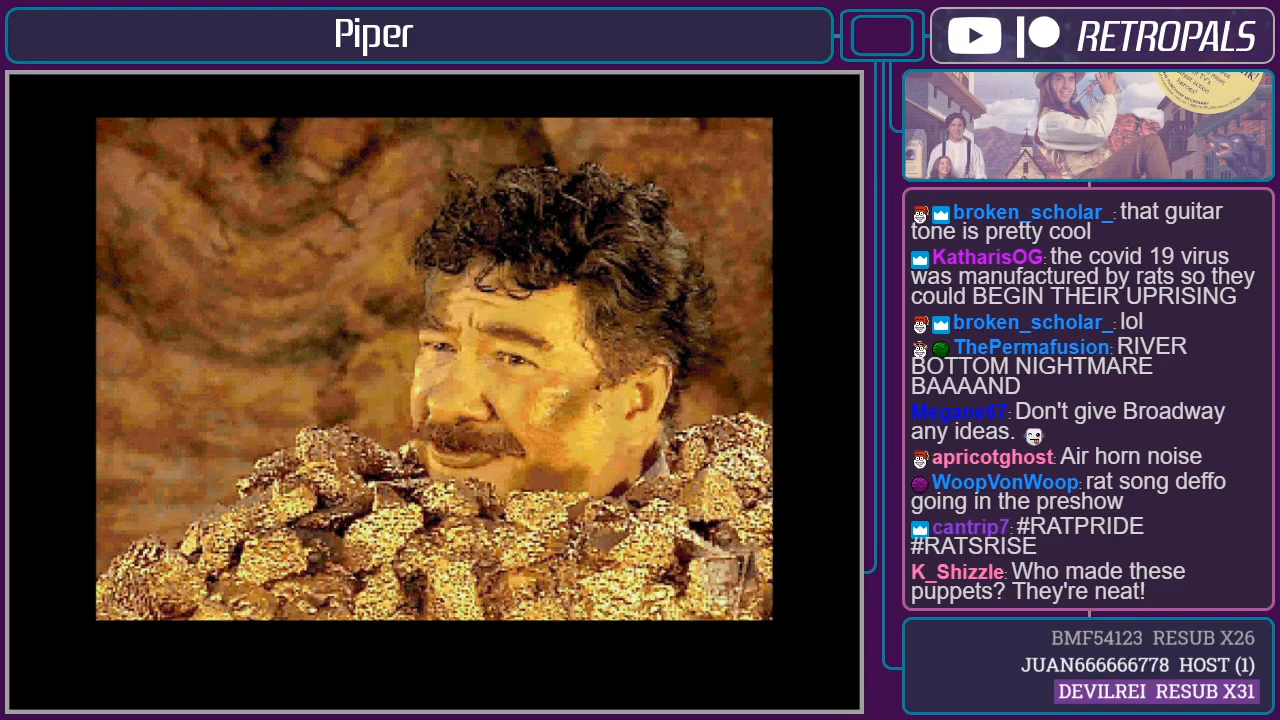 Piper
RETROPALS
broken_scholar_: that guitar
tone is pretty cool
KatharisOG: the covid 19 virus
was manufactured by rats so they
could BEGIN THEIR UPRISING
broken_scholar_: lol
ThePermafusion: RIVER
BOTTOM NIGHTMARE
BAAAAND
Megane67: Don't give Broadway
any ideas.
apricotghost: Air horn noise
WoopVonWoop: rat song deffo
going in the preshow
cantrip7: #RATPRIDE
#RATSRISE
K_Shizzle: Who made these
puppets? They're neat!
BMF54123 RESUB X26
JUAN666666778 HOST (1)
DEVILREI RESUB X31